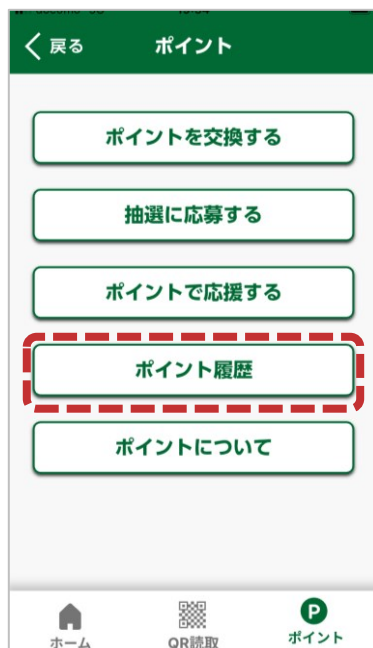 戻る ポイント
ポイントを交換する
抽選に応募する
ポイントで応援する
ポイント履歴
ポイントについて
P
ホーム QR読取 ポイント